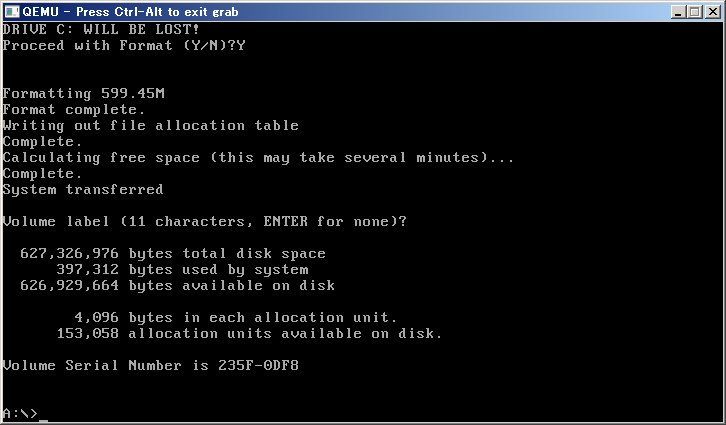 QEMU - Press Ctrl-Alt to exit grab
DRIVE C: WILL BE LOST!
Proceed with Format (Y/N)?Y
Formatting 599.45M
Format complete.
Writing out file allocation table
Complete.
Calculating free space (this may take several minutes)...
Complete.
System transferred
Volume label (11 characters, ENTER for none)?
627,326,976 bytes total disk space
397,312 bytes used by system
626,929,664 bytes available on disk
4,096 bytes in each allocation unit.
153,058 allocation units available on disk.
Volume Serial Number is 235F-0DF8
A:\>_